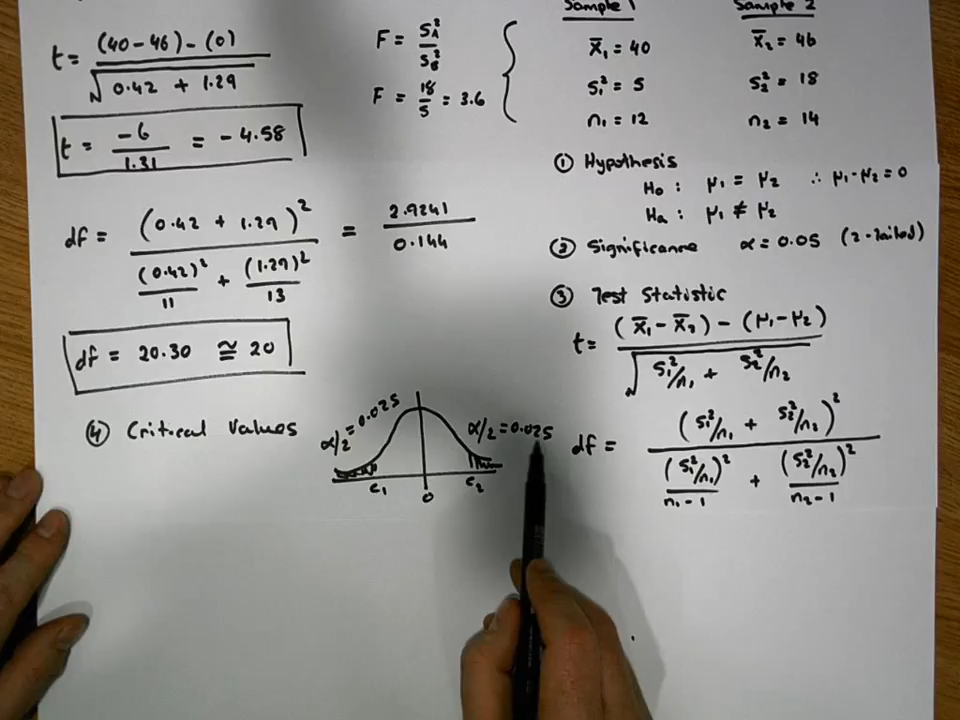 Sample 1 Sample 2
x̄₁ = 40 x̄₂ = 46
s₁² = 5 s₂² = 18
n₁ = 12 n₂ = 14
F = S_A² / S_B²
F = 18/5 = 3.6
① Hypothesis
H₀ : μ₁ = μ₂ ∴ μ₁-μ₂ = 0
Hₐ : μ₁ ≠ μ₂
② Significance α = 0.05 (2-tailed)
③ Test Statistic
t = (x̄₁ - x̄₂) - (μ₁-μ₂) / √(s₁²/n₁ + s₂²/n₂)
df = (s₁²/n₁ + s₂²/n₂)² / ((s₁²/n₁)²/(n₁-1) + (s₂²/n₂)²/(n₂-1))
t = (40-46) - (0) / √(0.42 + 1.29)
t = -6/1.31 = -4.58
df = (0.42 + 1.29)² / ((0.42)²/11 + (1.29)²/13) = 2.9241/0.144
df = 20.30 ≅ 20
④ Critical Values
α/2 = 0.025 α/2 = 0.025
c₁ 0 c₂